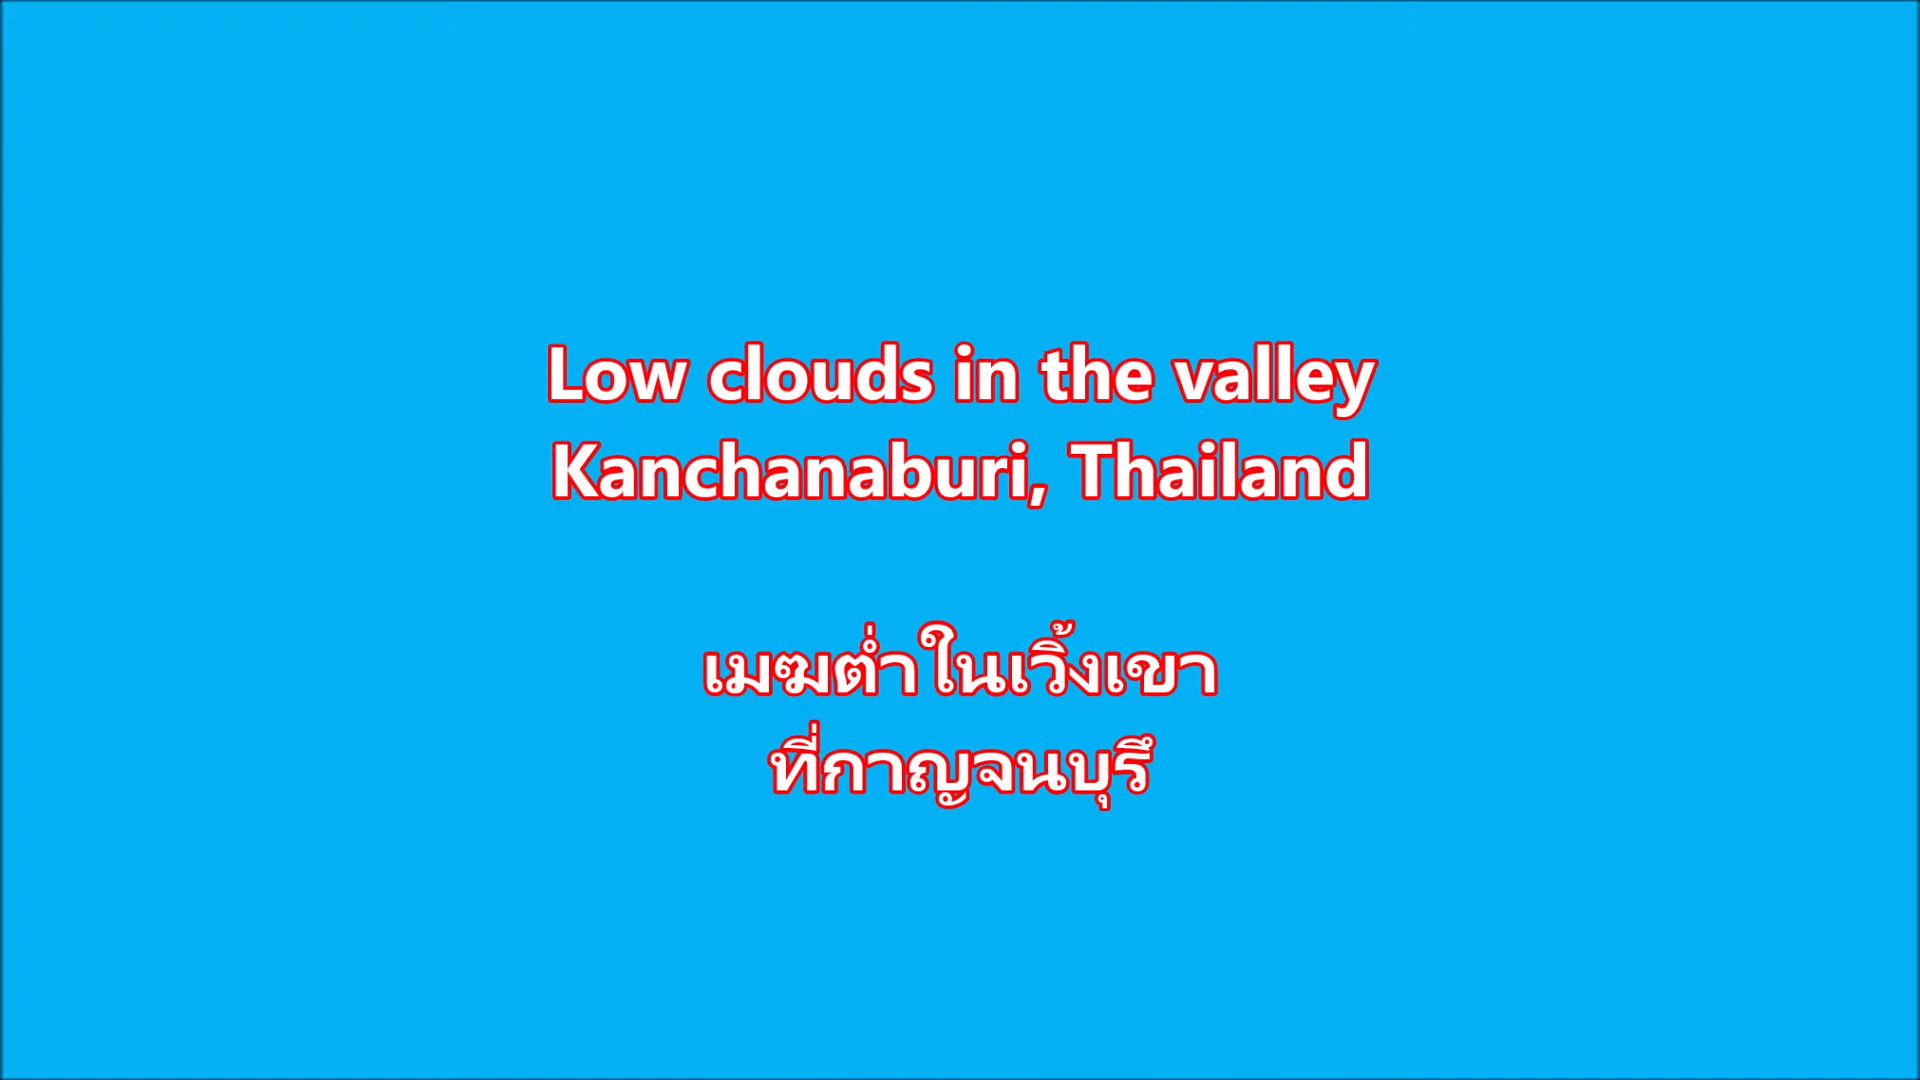 Low clouds in the valley
Kanchanaburi, Thailand
เมฆต่ำในเวิ้งเขา
ที่กาญจนบุรึ